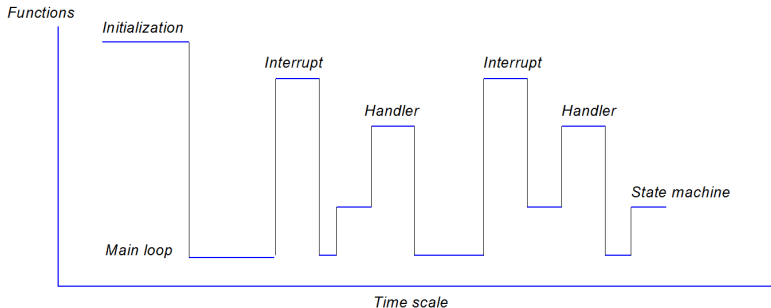 Functions
Initialization
Interrupt
Interrupt
Handler
Handler
State machine
Main loop
Time scale